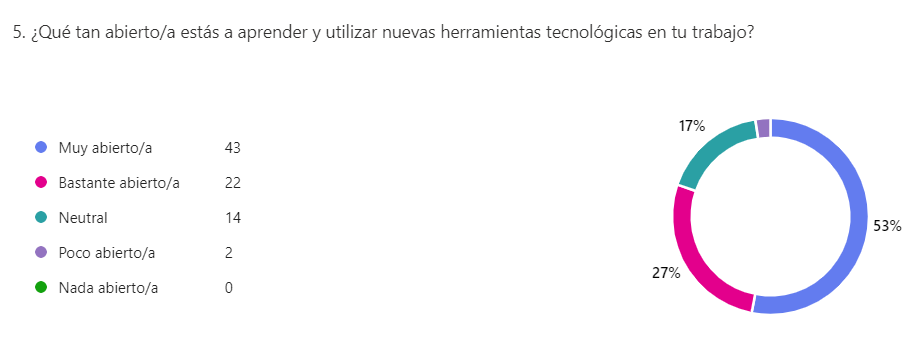 5. ¿Qué tan abierto/a estás a aprender y utilizar nuevas herramientas tecnológicas en tu trabajo?
Muy abierto/a 43
Bastante abierto/a 22
Neutral 14
Poco abierto/a 2
Nada abierto/a 0
17%
53%
27%